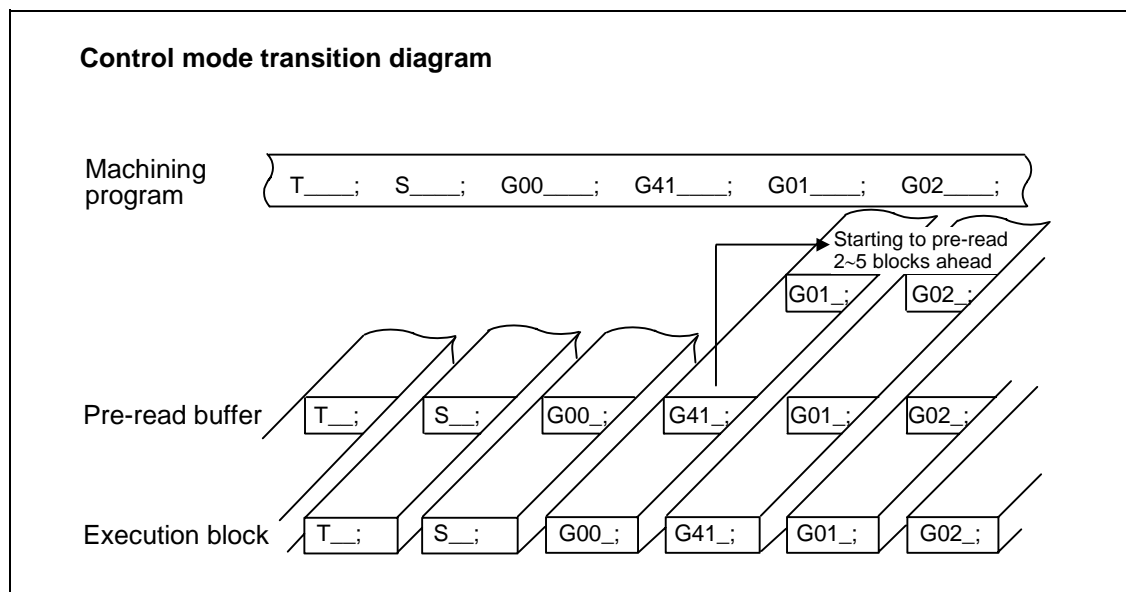 Control mode transition diagram
Machining
program
T____; S____; G00____; G41____; G01____; G02____;
Starting to pre-read
2~5 blocks ahead
G01_; G02_;
Pre-read buffer T__; S__; G00_; G41_; G01_; G02_;
Execution block T__; S__; G00_; G41_; G01_; G02_;